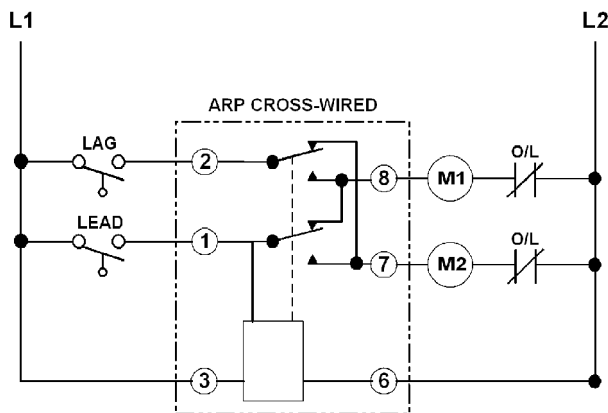 L1
L2
ARP CROSS-WIRED
LAG
2
8
M1
O/L
LEAD
1
7
M2
O/L
3
6